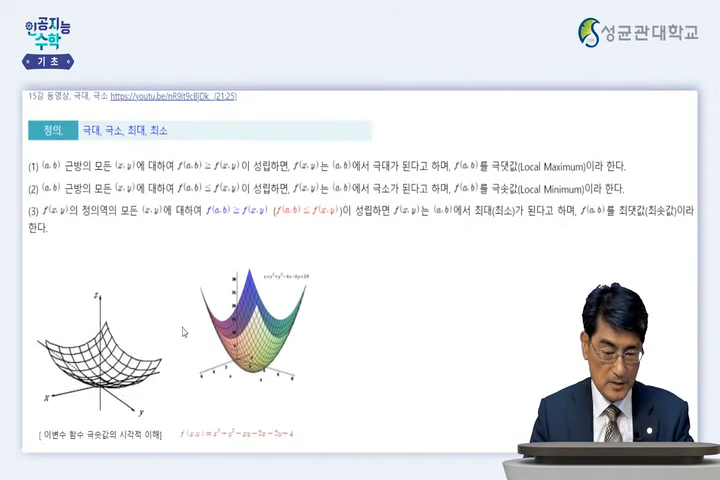 인공지능
수학
기초
성균관대학교
15강 동영상, 극대, 극소 https://youtu.be/nR9It9cBJDk (21:25)
정의. 극대, 극소, 최대, 최소
(1) (a, b) 근방의 모든 (x, y)에 대하여 f(a, b) ≥ f(x, y)이 성립하면, f(x, y)는 (a, b)에서 극대가 된다고 하며, f(a, b)를 극댓값(Local Maximum)이라 한다.
(2) (a, b) 근방의 모든 (x, y)에 대하여 f(a, b) ≤ f(x, y)이 성립하면, f(x, y)는 (a, b)에서 극소가 된다고 하며, f(a, b)를 극솟값(Local Minimum)이라 한다.
(3) f(x, y)의 정의역의 모든 (x, y)에 대하여 f(a, b) ≥ f(x, y) (f(a, b) ≤ f(x, y))이 성립하면 f(x, y)는 (a, b)에서 최대(최소)가 된다고 하며, f(a, b)를 최댓값(최솟값)이라
한다.
z
x
y
[ 이변수 함수 극솟값의 시각적 이해]